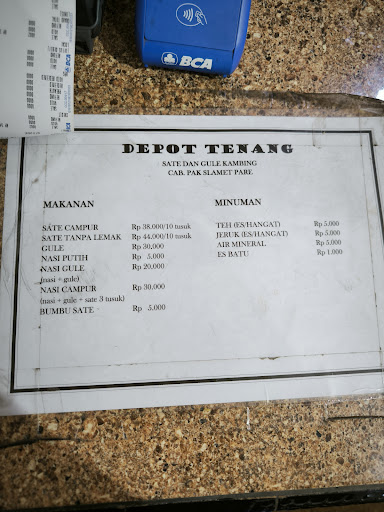 BCA
DEPOT TENANG
SATE DAN GULE KAMBING
CAB. PAK SLAMET PARE
MAKANAN
SATE CAMPUR Rp 38.000/10 tusuk
SATE TANPA LEMAK Rp 44.000/10 tusuk
GULE Rp 30,000
NASI PUTIH Rp 5.000
NASI GULE Rp 20,000
(nasi + gule)
NASI CAMPUR Rp 30.000
(nasi + gule + sate 3 tusuk)
BUMBU SATE Rp 5.000
MINUMAN
TEH (ES/HANGAT) Rp 5.000
JERUK (ES/HANGAT) Rp 5.000
AIR MINERAL Rp 5.000
ES BATU Rp 1.000